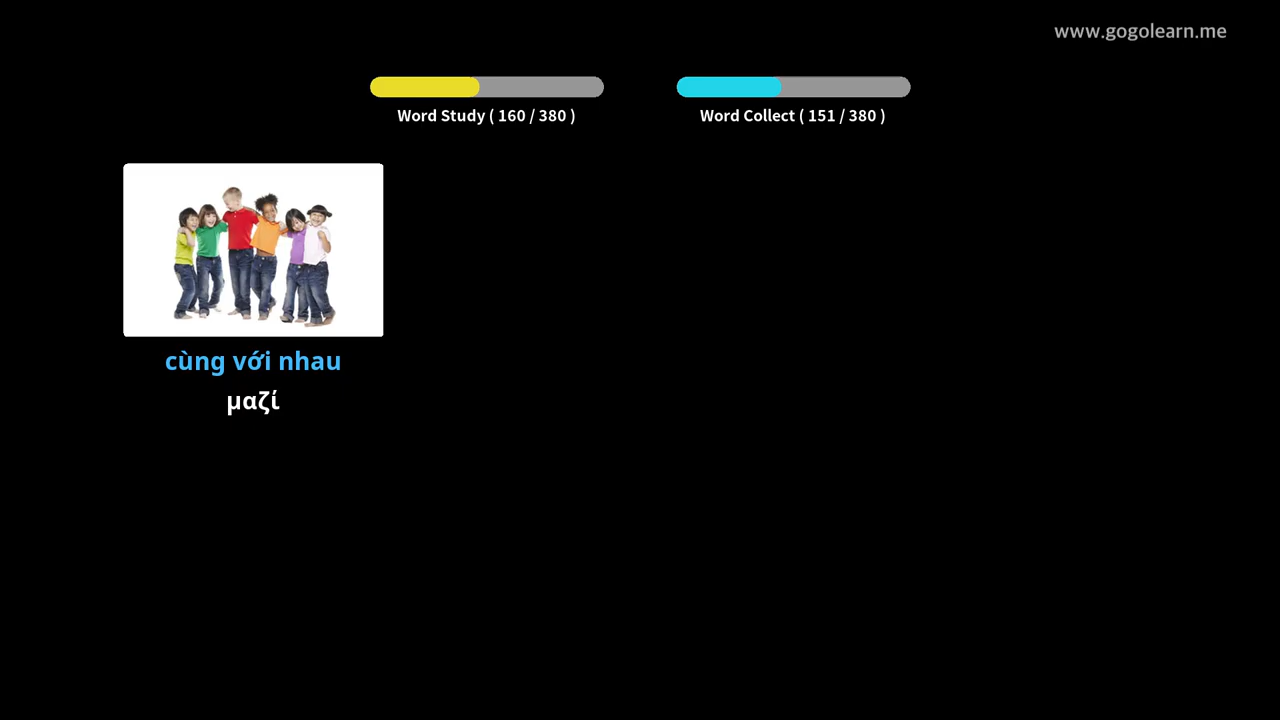 www.gogolearn.me
Word Study ( 160 / 380 )
Word Collect ( 151 / 380 )
cùng với nhau
μαζί